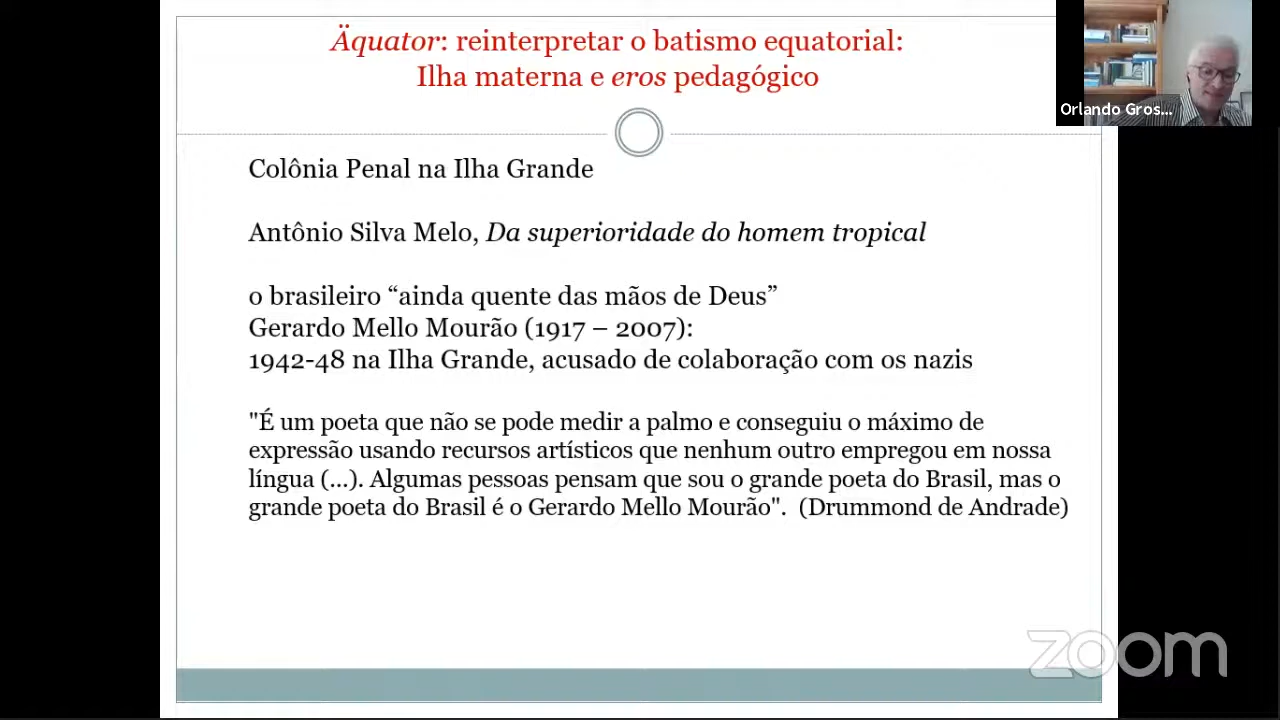 Äquator: reinterpretar o batismo equatorial:
Ilha materna e eros pedagógico
Orlando Gros...
Colônia Penal na Ilha Grande
Antônio Silva Melo, Da superioridade do homem tropical
o brasileiro “ainda quente das mãos de Deus”
Gerardo Mello Mourão (1917 – 2007):
1942-48 na Ilha Grande, acusado de colaboração com os nazis
"É um poeta que não se pode medir a palmo e conseguiu o máximo de
expressão usando recursos artísticos que nenhum outro empregou em nossa
língua (...). Algumas pessoas pensam que sou o grande poeta do Brasil, mas o
grande poeta do Brasil é o Gerardo Mello Mourão". (Drummond de Andrade)
zoom